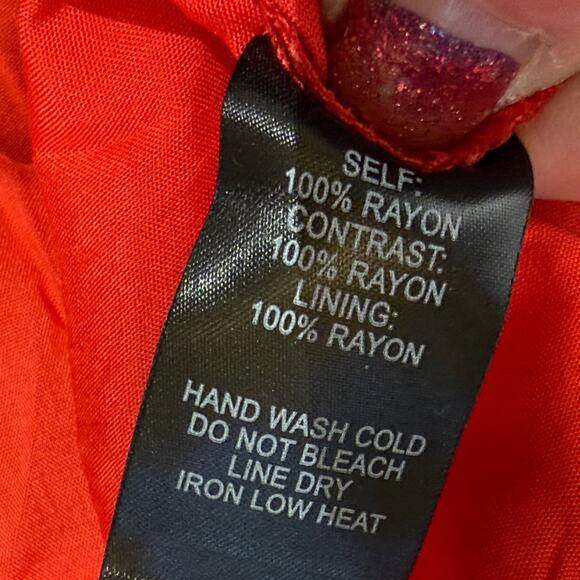 SELF:
100% RAYON
CONTRAST:
100% RAYON
LINING:
100% RAYON
HAND WASH COLD
DO NOT BLEACH
LINE DRY
IRON LOW HEAT